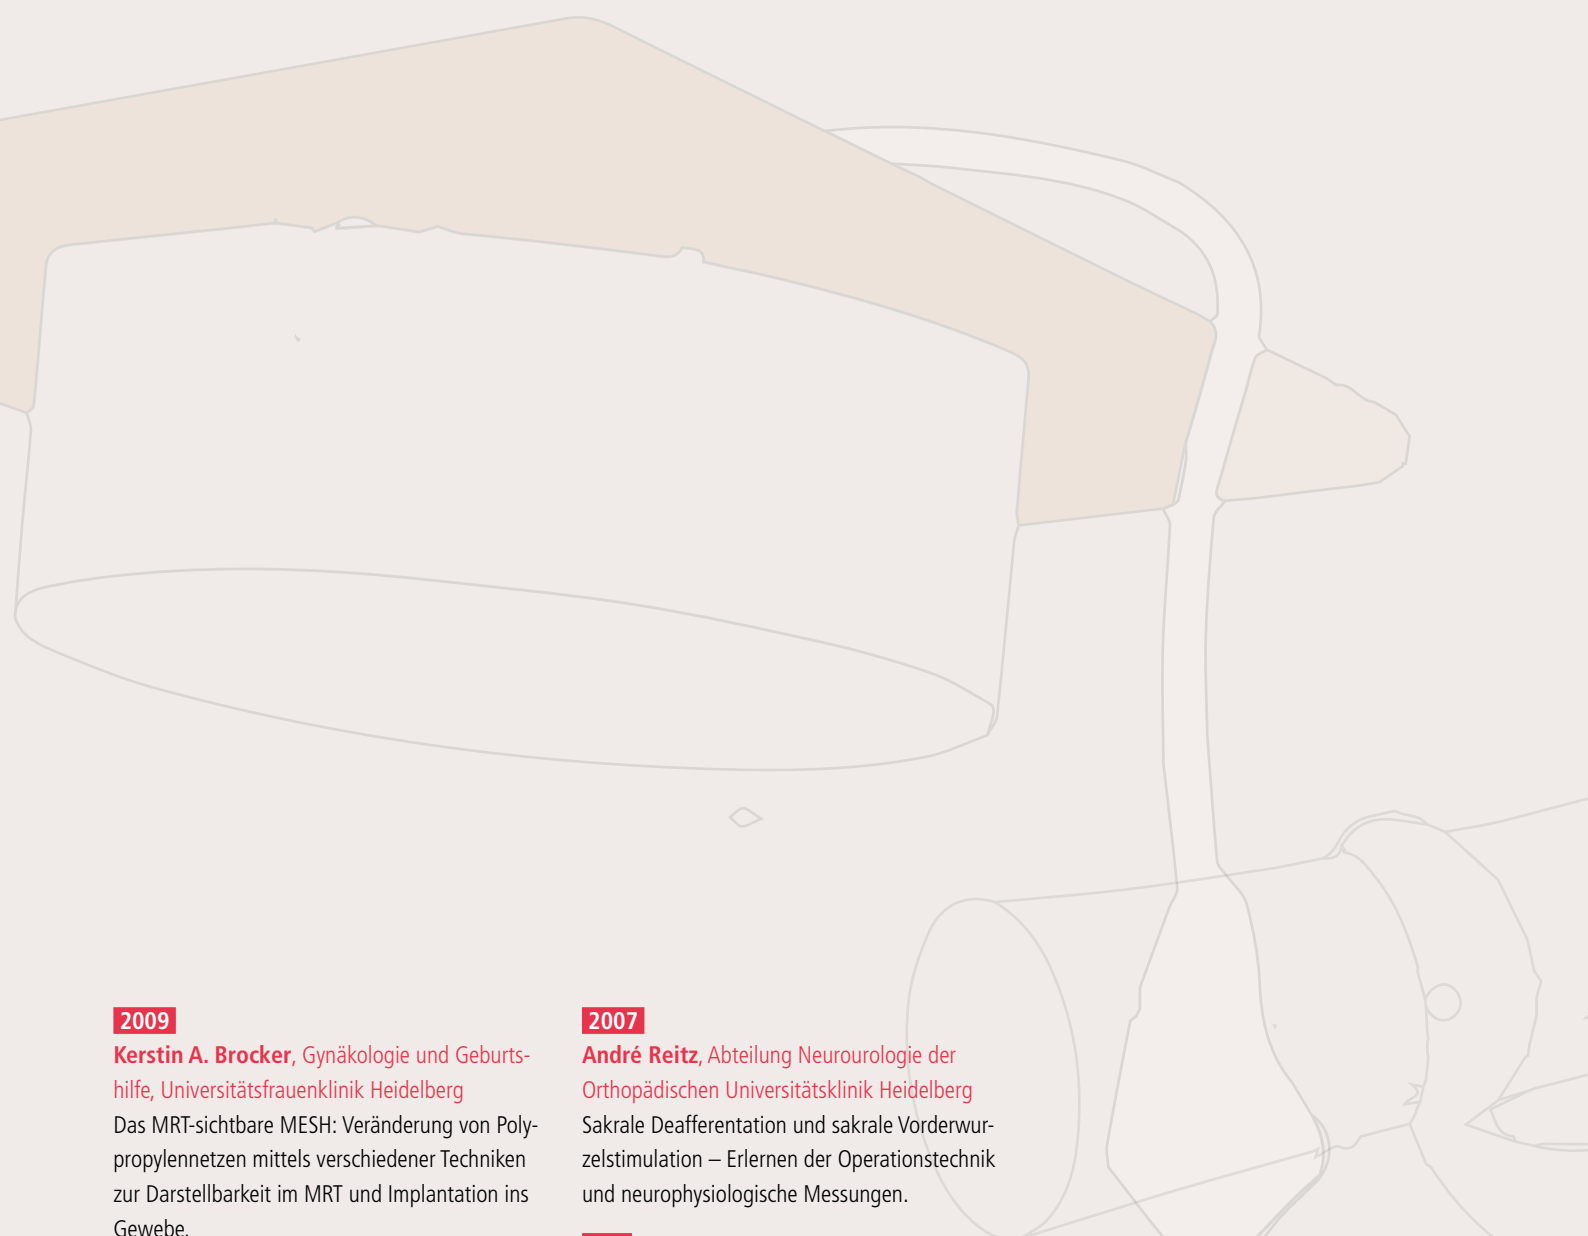 2009
Kerstin A. Brocker, Gynäkologie und Geburts-
hilfe, Universitätsfrauenklinik Heidelberg
Das MRT-sichtbare MESH: Veränderung von Poly-
propylennetzen mittels verschiedener Techniken
zur Darstellbarkeit im MRT und Implantation ins
Gewebe.
2007
André Reitz, Abteilung Neurourologie der
Orthopädischen Universitätsklinik Heidelberg
Sakrale Deafferentation und sakrale Vorderwur-
zelstimulation – Erlernen der Operationstechnik
und neurophysiologische Messungen.